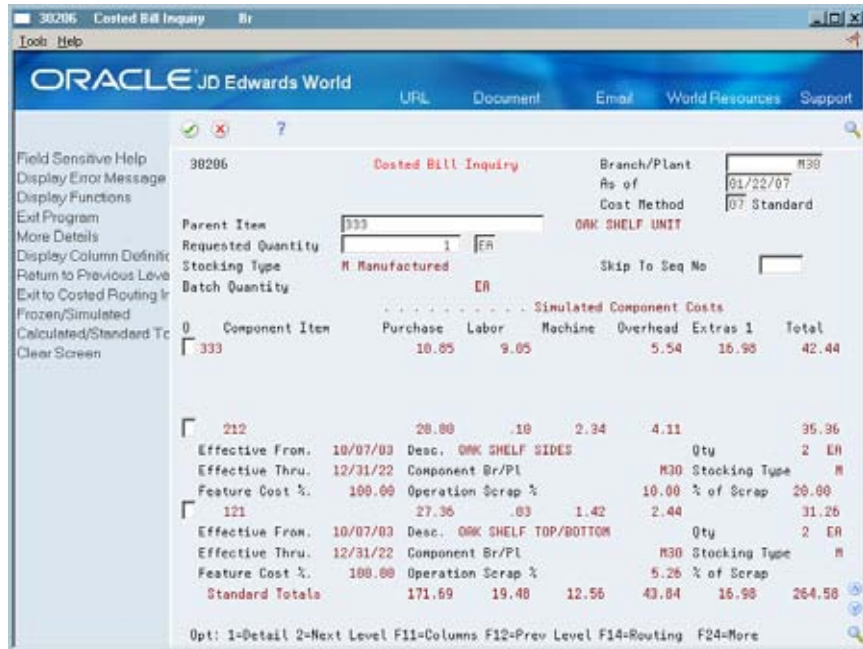 30206 Costed Bill Inquiry Br
Tools Help
ORACLE JD Edwards World
URL Document Email World Resources Support
Field Sensitive Help
Display Error Message
Display Functions
Exit Program
More Details
Display Column Definitic
Return to Previous Leve
Exit to Costed Routing Ir
Frozen/Simulated
Calculated/Standard Tc
Clear Screen
?
30206 Costed Bill Inquiry Branch/Plant M30
As of 01/22/07
Cost Method 07 Standard
Parent Item 333 OAK SHELF UNIT
Requested Quantity 1 EA
Stocking Type M Manufactured Skip To Seq No
Batch Quantity EA
. . . . . . . . . . Simulated Component Costs
O Component Item Purchase Labor Machine Overhead Extras 1 Total
333 10.85 9.05 5.54 16.98 42.44
212 28.80 .10 2.34 4.11 35.36
Effective From. 10/07/03 Desc. OAK SHELF SIDES Qty 2 EA
Effective Thru. 12/31/22 Component Br/Pl M30 Stocking Type M
Feature Cost %. 100.00 Operation Scrap % 10.00 % of Scrap 20.00
121 27.36 .03 1.42 2.44 31.26
Effective From. 10/07/03 Desc. OAK SHELF TOP/BOTTOM Qty 2 EA
Effective Thru. 12/31/22 Component Br/Pl M30 Stocking Type M
Feature Cost %. 100.00 Operation Scrap % 5.26 % of Scrap
Standard Totals 171.69 19.48 12.56 43.84 16.98 264.58
Opt: 1=Detail 2=Next Level F11=Columns F12=Prev Level F14=Routing F24=More